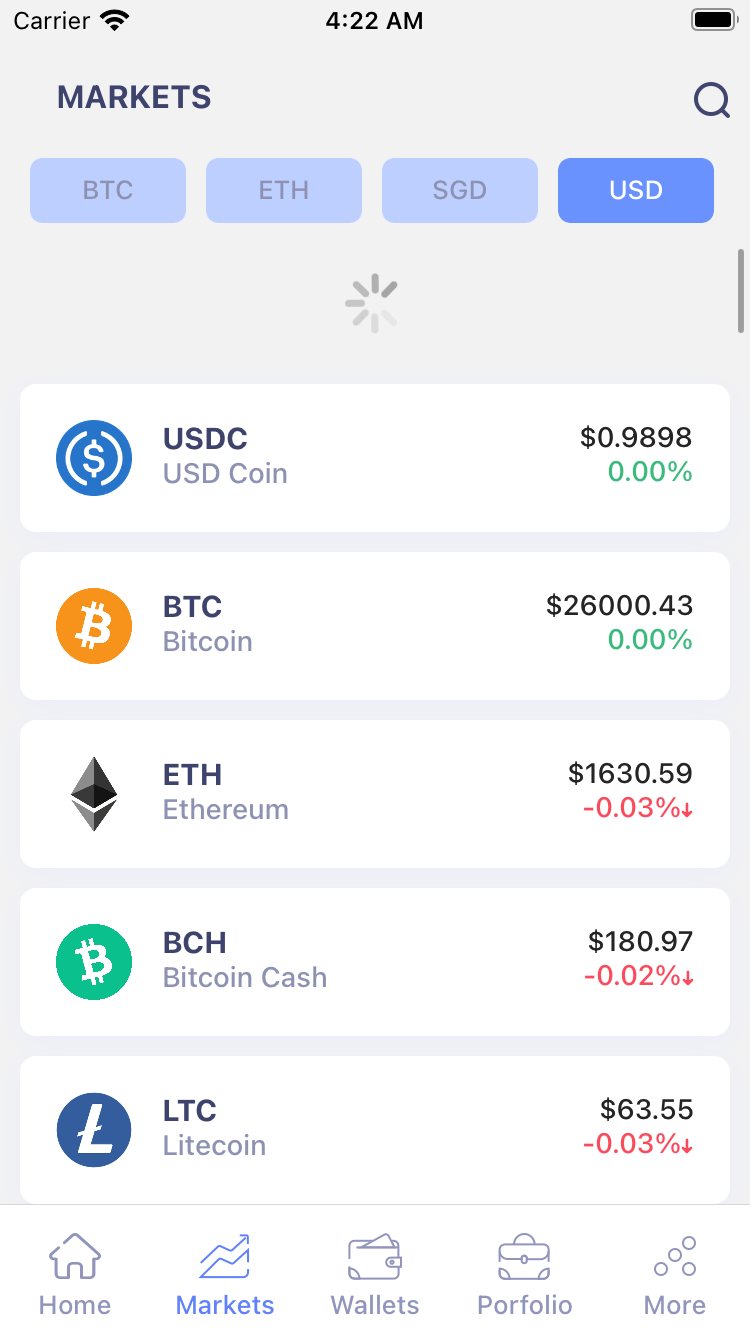 Carrier 4:22 AM
MARKETS
BTC ETH SGD USD
USDC $0.9898
USD Coin 0.00%
BTC $26000.43
Bitcoin 0.00%
ETH $1630.59
Ethereum -0.03%↓
BCH $180.97
Bitcoin Cash -0.02%↓
LTC $63.55
Litecoin -0.03%↓
Home Markets Wallets Porfolio More